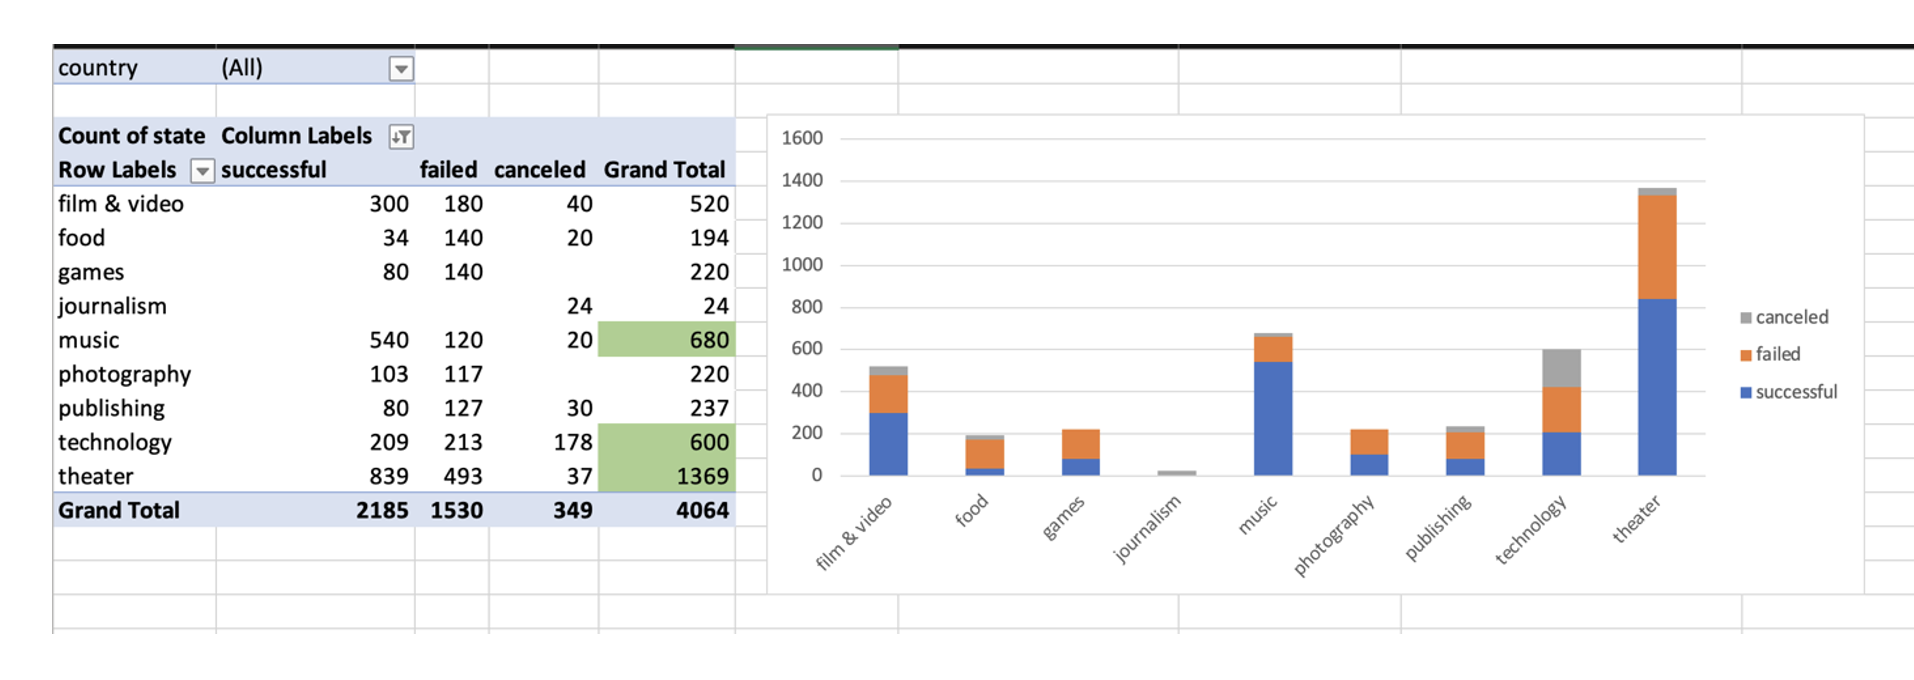 country (All)
Count of state Column Labels
Row Labels successful failed canceled Grand Total
film & video 300 180 40 520
food 34 140 20 194
games 80 140 220
journalism 24 24
music 540 120 20 680
photography 103 117 220
publishing 80 127 30 237
technology 209 213 178 600
theater 839 493 37 1369
Grand Total 2185 1530 349 4064
1600
1400
1200
1000
800
600
400
200
0
film & video food games journalism music photography publishing technology theater
canceled
failed
successful